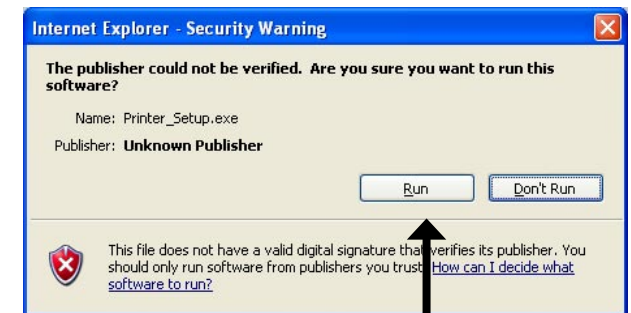 Internet Explorer - Security Warning
The publisher could not be verified. Are you sure you want to run this
software?
Name: Printer_Setup.exe
Publisher: Unknown Publisher
Run Don't Run
This file does not have a valid digital signature that verifies its publisher. You
should only run software from publishers you trust. How can I decide what
software to run?